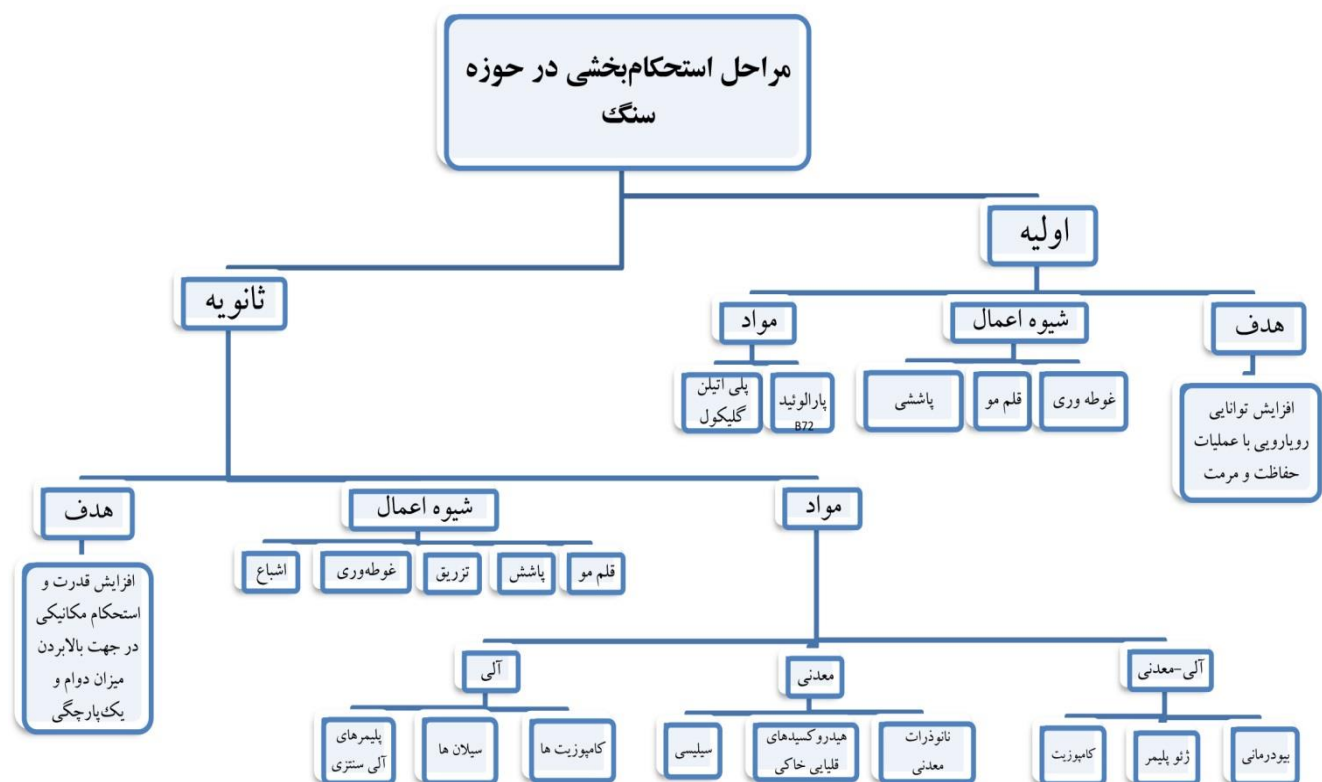 مراحل استحکام‌بخشی در حوزه
سنگ
اولیه
هدف
شیوه اعمال
مواد
افزایش توانایی
رویارویی با عملیات
حفاظت و مرمت
غوطه وری
قلم مو
پاششی
پارالوئید
B72
پلی اتیلن
گلیکول
ثانویه
مواد
شیوه اعمال
هدف
قلم مو
پاشش
تزریق
غوطه‌وری
اشباع
افزایش قدرت و
استحکام مکانیکی
در جهت بالابردن
میزان دوام و
یک‌پارچگی
آلی-معدنی
معدنی
آلی
بیودرمانی
ژئو پلیمر
کامپوزیت
نانوذرات
معدنی
هیدروکسیدهای
قلیایی خاکی
سیلیسی
کامپوزیت ها
سیلان ها
پلیمرهای
آلی سنتزی